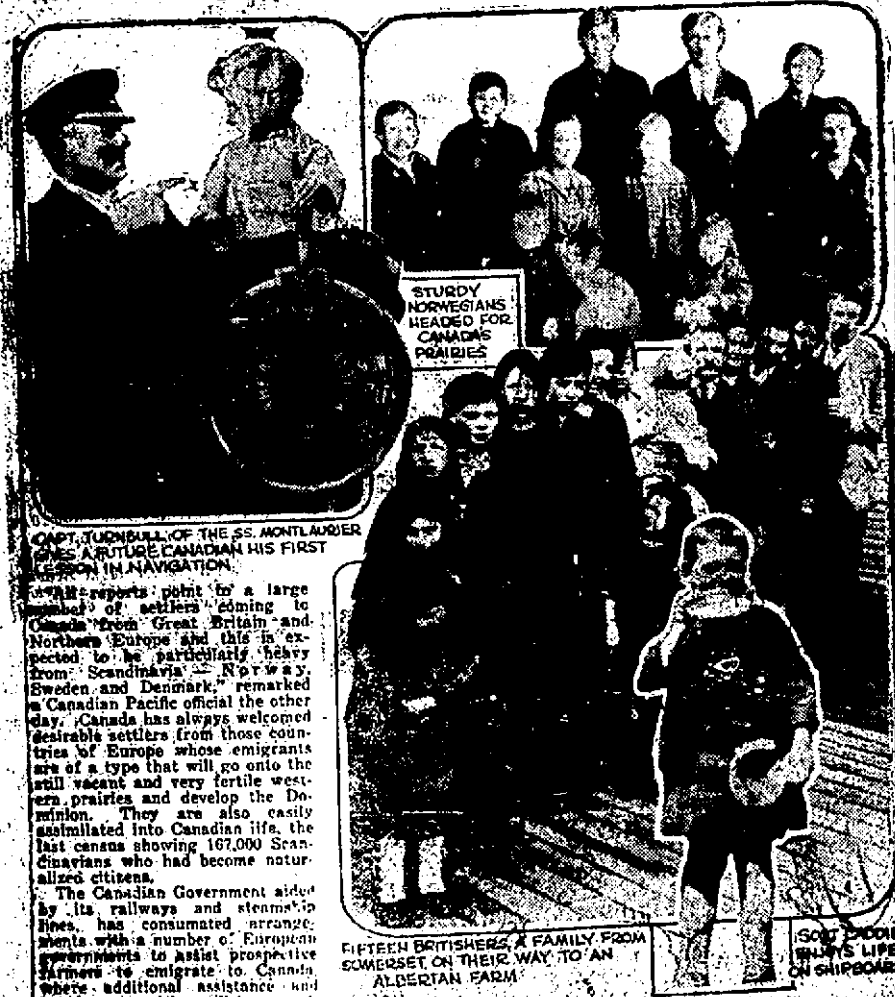 STURDY
NORWEGIANS
HEADED FOR
CANADA'S
PRAIRIES
CAPT. TURNBULL, OF THE SS. MONTLAURIER
GIVES A FUTURE CANADIAN HIS FIRST
LESSON IN NAVIGATION.
"All reports point to a large
number of settlers coming to
Canada from Great Britain and
Northern Europe and this is ex-
pected to be particularly heavy
from Scandinavia — Norway,
Sweden and Denmark," remarked
a Canadian Pacific official the other
day. Canada has always welcomed
desirable settlers from those coun-
tries of Europe whose emigrants
are of a type that will go onto the
still vacant and very fertile west-
ern prairies and develop the Do-
minion. They are also easily
assimilated into Canadian life, the
last census showing 167,000 Scan-
dinavians who had become natur-
alized citizens.
The Canadian Government aided
by its railways and steamship
lines, has consumated arrange-
ments with a number of European
governments to assist prospective
farmers to emigrate to Canada,
where additional assistance and
FIFTEEN BRITISHERS, A FAMILY FROM
SOMERSET, ON THEIR WAY TO AN
ALBERTAN FARM
SCOT LADDIE
ENJOYS LIFE
ON SHIPBOARD